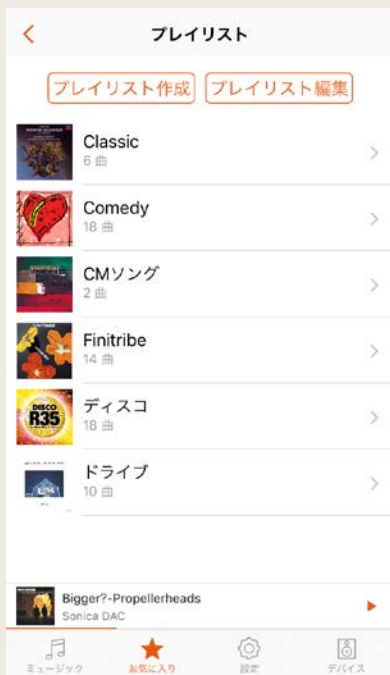 プレイリスト
プレイリスト作成 プレイリスト編集
Classic
6 曲
Comedy
18 曲
CMソング
2 曲
Finitribe
14 曲
DISCO
R35
ディスコ
18 曲
ドライブ
10 曲
Bigger?-Propellerheads
Sonica DAC
ミュージック お気に入り 設定 デバイス